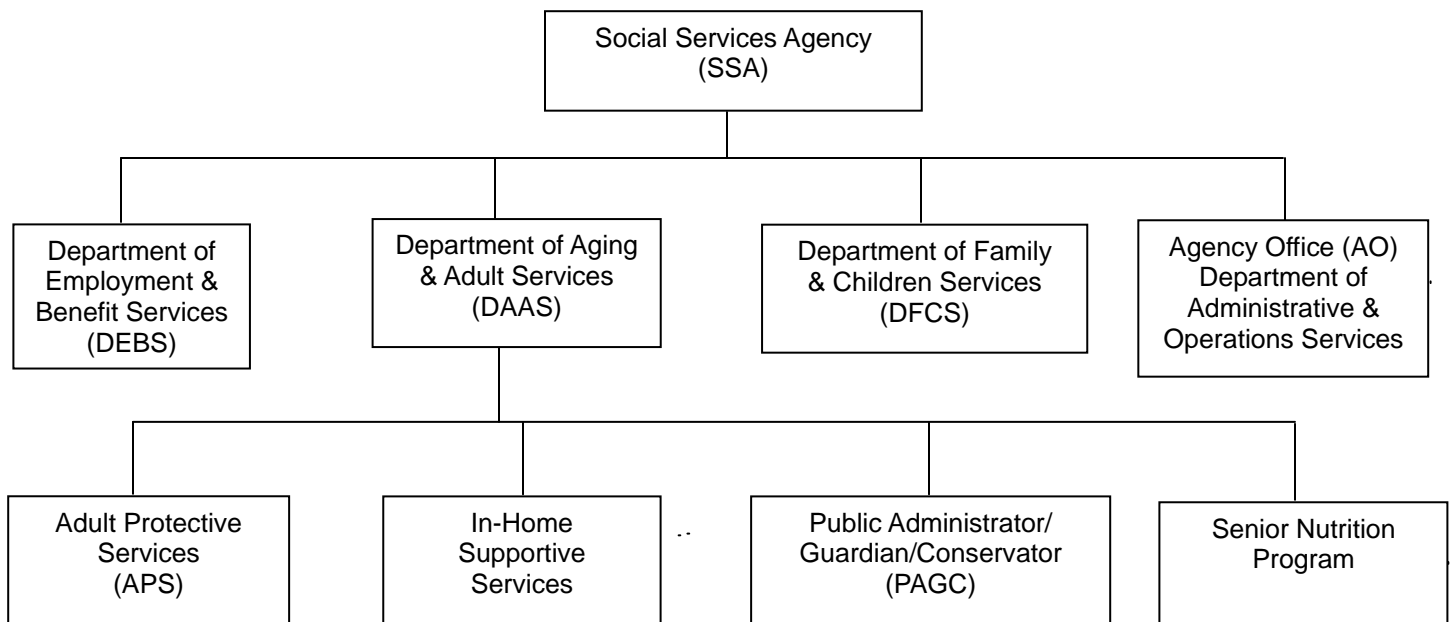 Social Services Agency
(SSA)
Department of
Employment &
Benefit Services
(DEBS)
Department of Aging
& Adult Services
(DAAS)
Department of Family
& Children Services
(DFCS)
Agency Office (AO)
Department of
Administrative &
Operations Services
Adult Protective
Services
(APS)
In-Home
Supportive
Services
Public Administrator/
Guardian/Conservator
(PAGC)
Senior Nutrition
Program